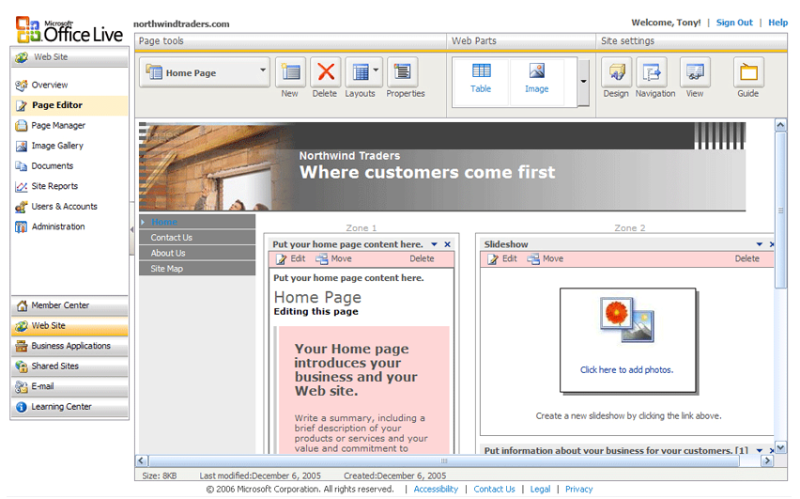 Microsoft
Office Live
northwindtraders.com
Welcome, Tony! | Sign Out | Help
Web Site
Overview
Page Editor
Page Manager
Image Gallery
Documents
Site Reports
Users & Accounts
Administration
Member Center
Web Site
Business Applications
Shared Sites
E-mail
Learning Center
Page tools
Web Parts
Site settings
Home Page
New
Delete
Layouts
Properties
Table
Image
Design
Navigation
View
Guide
Northwind Traders
Where customers come first
Home
Contact Us
About Us
Site Map
Zone 1
Put your home page content here.
Edit
Move
Delete
Put your home page content here.
Home Page
Editing this page
Your Home page
introduces your
business and your
Web site.
Write a summary, including a
brief description of your
products or services and your
value and commitment to
Zone 2
Slideshow
Edit
Move
Delete
Click here to add photos.
Create a new slideshow by clicking the link above.
Put information about your business for your customers. [1]
Size: 8KB
Last modified:December 6, 2005
Created:December 6, 2005
© 2006 Microsoft Corporation. All rights reserved. | Accessibility | Contact Us | Legal | Privacy